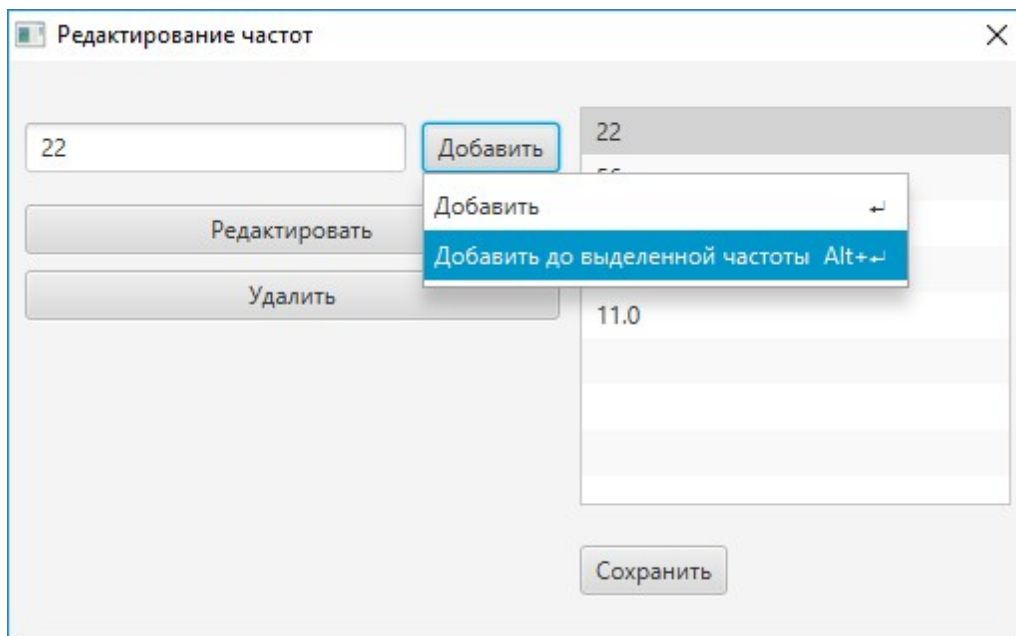 Редактирование частот
22
Добавить
22
Добавить ↵
Добавить до выделенной частоты Alt+↵
Редактировать
Удалить
11.0
Сохранить